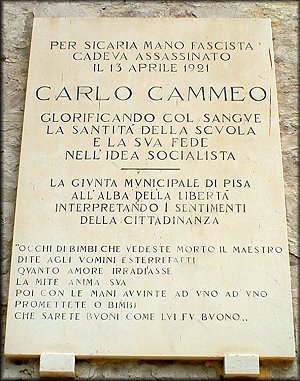 PER SICARIA MANO FASCISTA
CADEVA ASSASSINATO
IL 13 APRILE 1921
CARLO CAMMEO
GLORIFICANDO COL SANGVE
LA SANTITÀ DELLA SCVOLA
E LA SVA FEDE
NELL'IDEA SOCIALISTA
LA GIVNTA MVNICIPALE DI PISA
ALL'ALBA DELLA LIBERTÀ
INTERPRETANDO I SENTIMENTI
DELLA CITTADINANZA
"OCCHI DI BIMBI CHE VEDESTE MORTO IL MAESTRO
DITE AGLI VOMINI ESTERREFATTI
QVANTO AMORE IRRADIASSE
LA MITE ANIMA SVA
POI CON LE MANI AVVINTE AD VNO AD VNO
PROMETTETE O BIMBI
CHE SARETE BVONI COME LVI FV BVONO,,